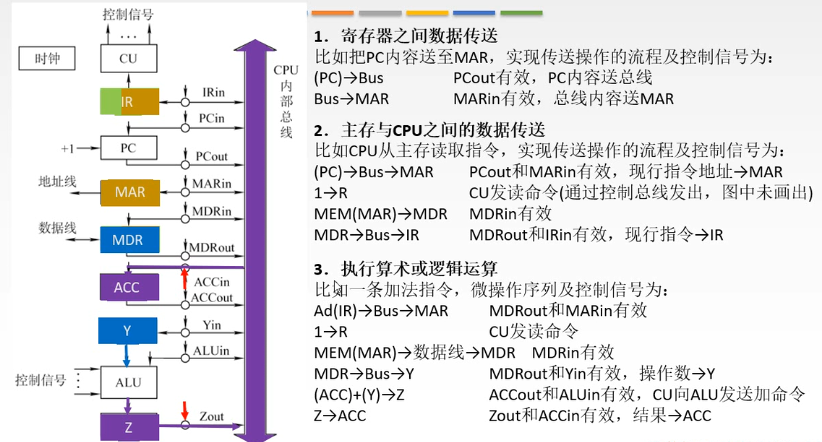 控制信号
...
时钟
CU
CPU
内部总线
IR
IRin
PCin
+1
PC
PCout
地址线
MAR
MARin
MDRin
数据线
MDR
MDRout
ACCin
ACC
ACCout
Y
Yin
ALUin
控制信号
ALU
Z
Zout
1. 寄存器之间数据传送
比如把PC内容送至MAR,实现传送操作的流程及控制信号为:
(PC)→Bus PCout有效,PC内容送总线
Bus→MAR MARin有效,总线内容送MAR
2. 主存与CPU之间的数据传送
比如CPU从主存读取指令,实现传送操作的流程及控制信号为:
(PC)→Bus→MAR PCout和MARin有效,现行指令地址→MAR
1→R CU发读命令(通过控制总线发出,图中未画出)
MEM(MAR)→MDR MDRin有效
MDR→Bus→IR MDRout和IRin有效,现行指令→IR
3. 执行算术或逻辑运算
比如一条加法指令,微操作序列及控制信号为:
Ad(IR)→Bus→MAR MDRout和MARin有效
1→R CU发读命令
MEM(MAR)→数据线→MDR MDRin有效
MDR→Bus→Y MDRout和Yin有效,操作数→Y
(ACC)+(Y)→Z ACCout和ALUin有效,CU向ALU发送加命令
Z→ACC Zout和ACCin有效,结果→ACC